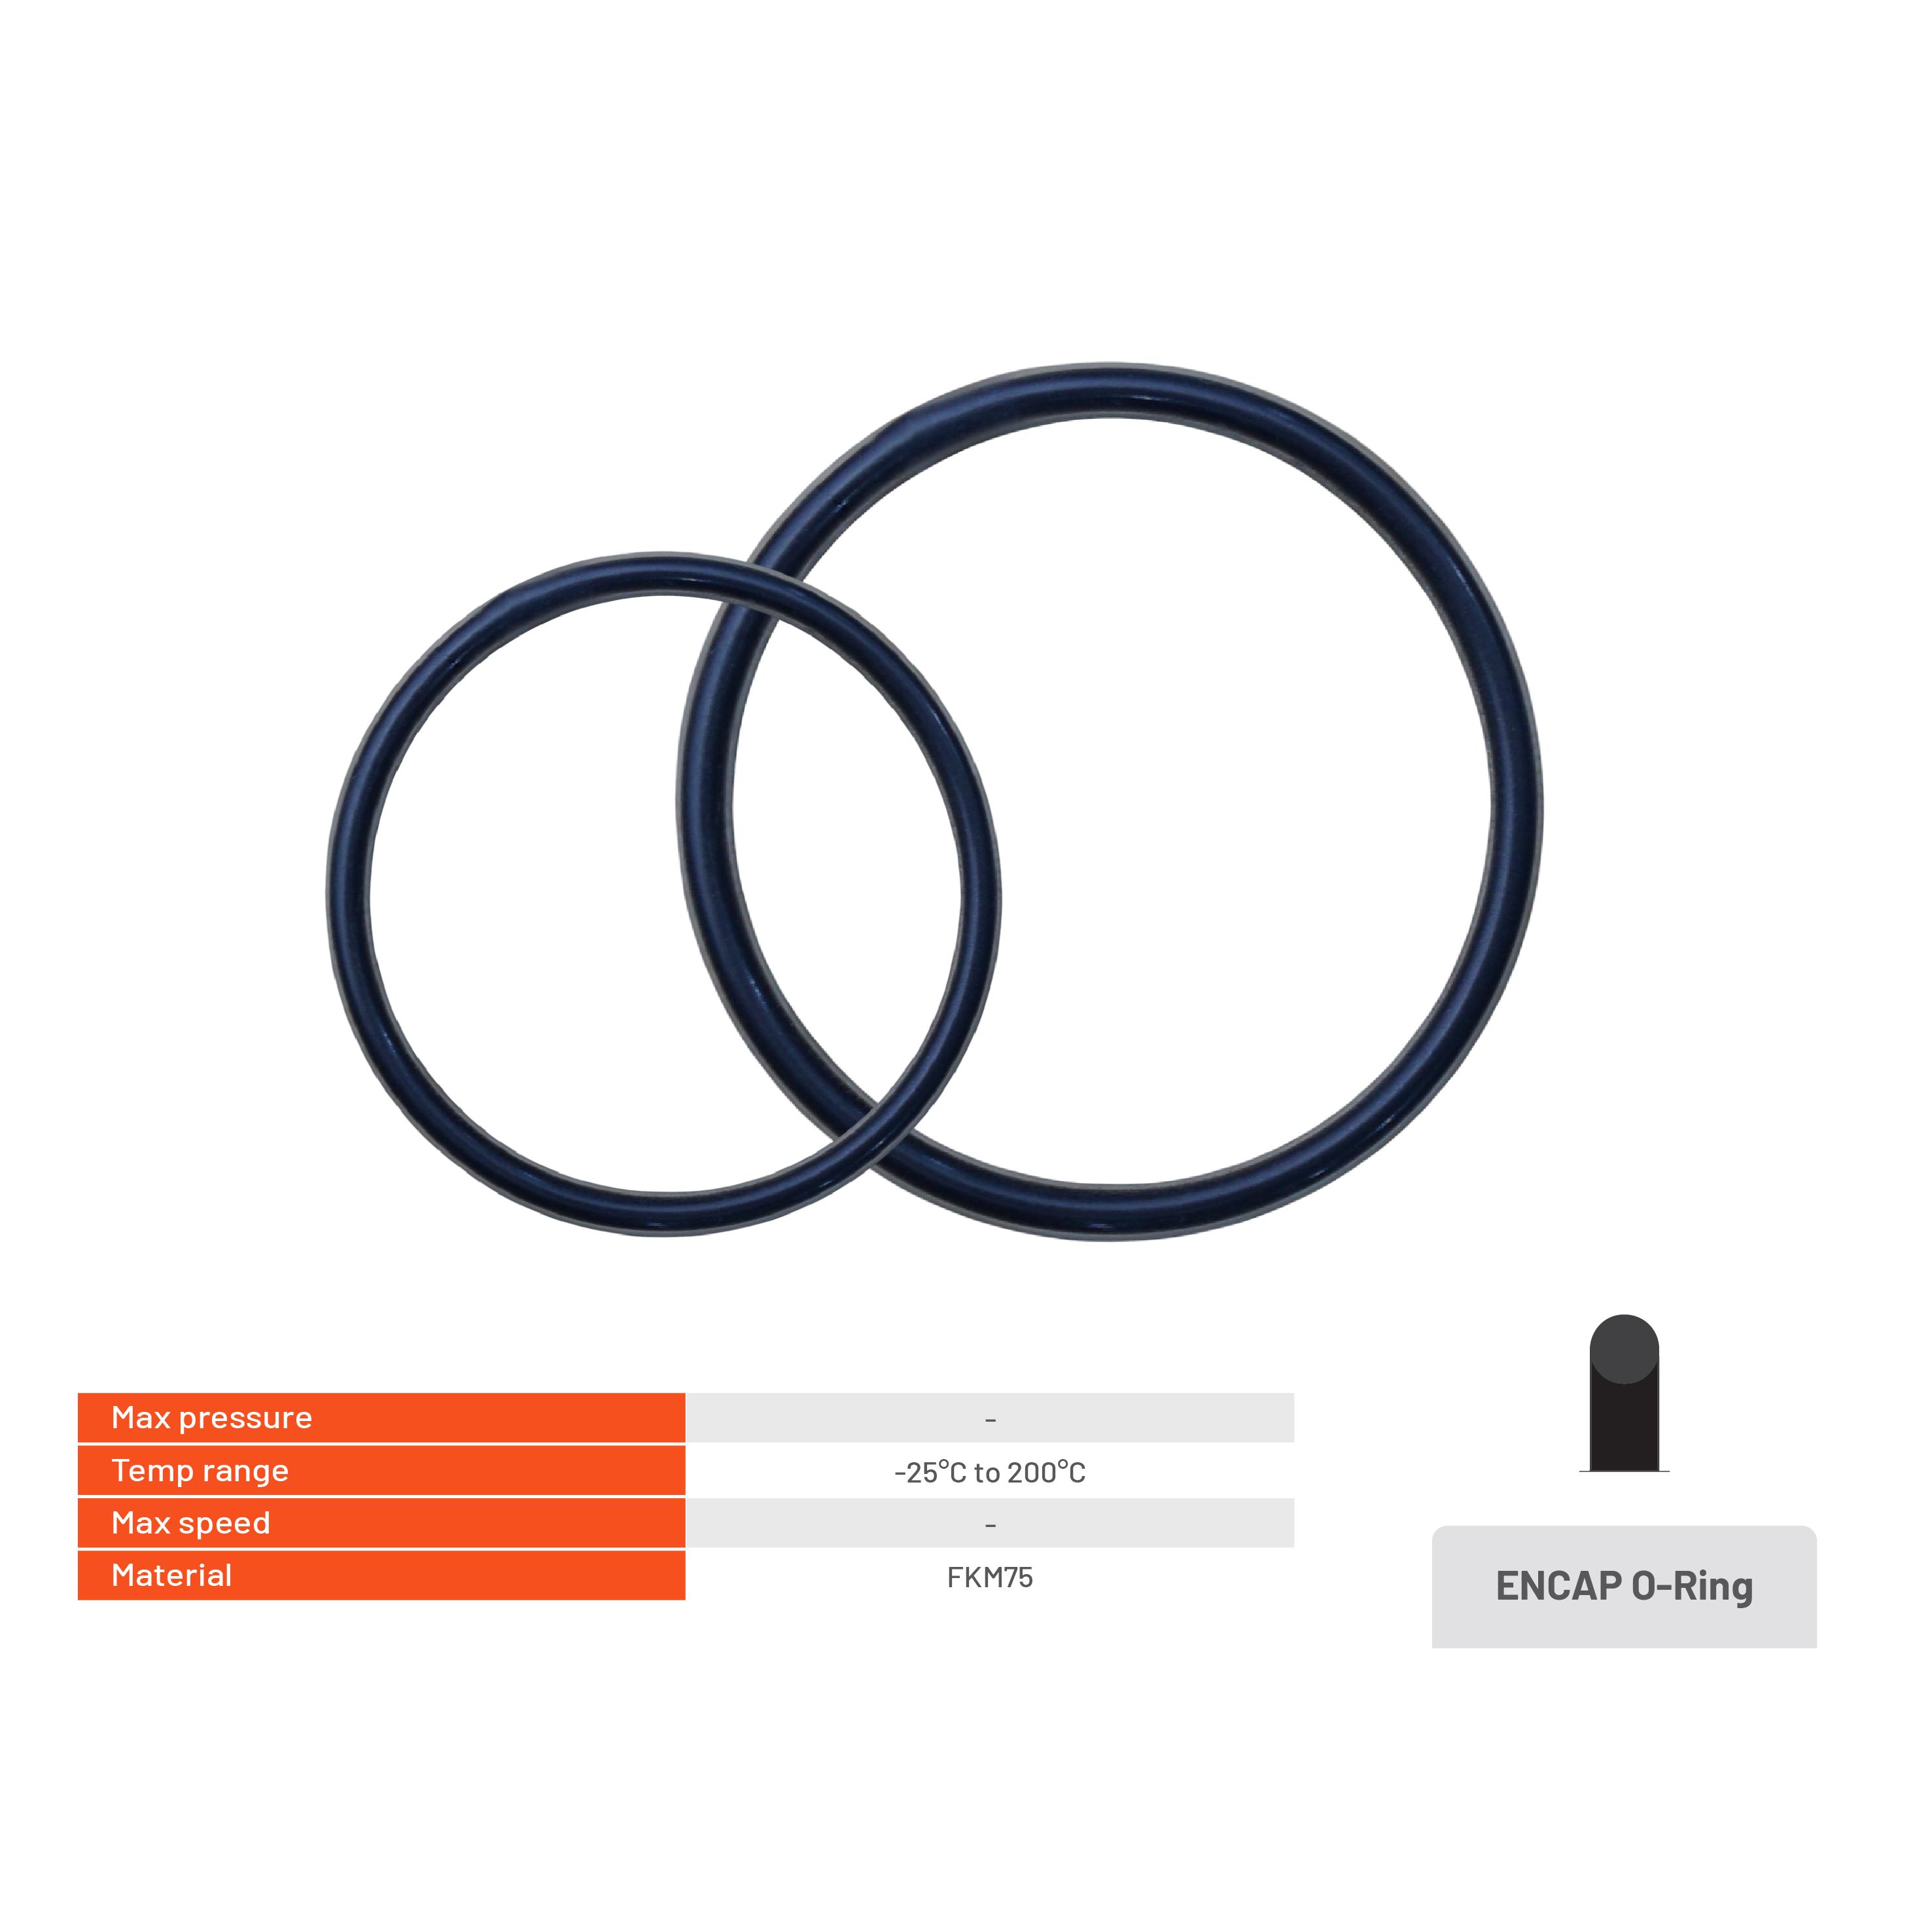 Max pressure -
Temp range -25°C to 200°C
Max speed -
Material FKM75
ENCAP O-Ring